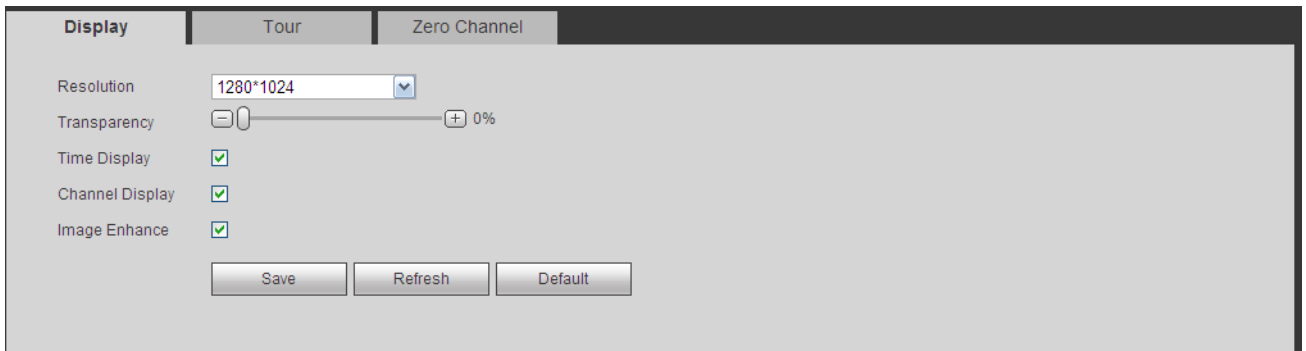 Display Tour Zero Channel
Resolution 1280*1024
Transparency 0%
Time Display
Channel Display
Image Enhance
Save Refresh Default